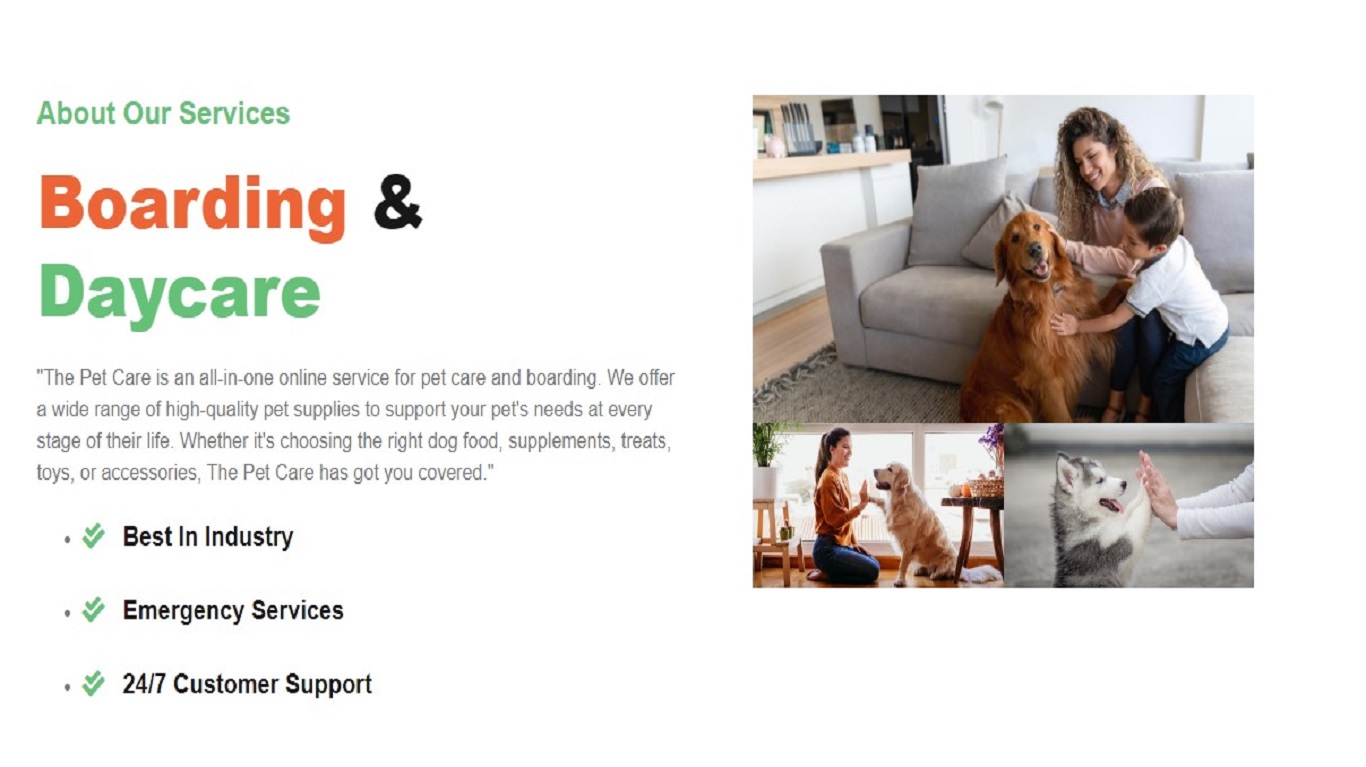 About Our Services
Boarding &
Daycare
"The Pet Care is an all-in-one online service for pet care and boarding. We offer
a wide range of high-quality pet supplies to support your pet's needs at every
stage of their life. Whether it's choosing the right dog food, supplements, treats,
toys, or accessories, The Pet Care has got you covered."
Best In Industry
Emergency Services
24/7 Customer Support